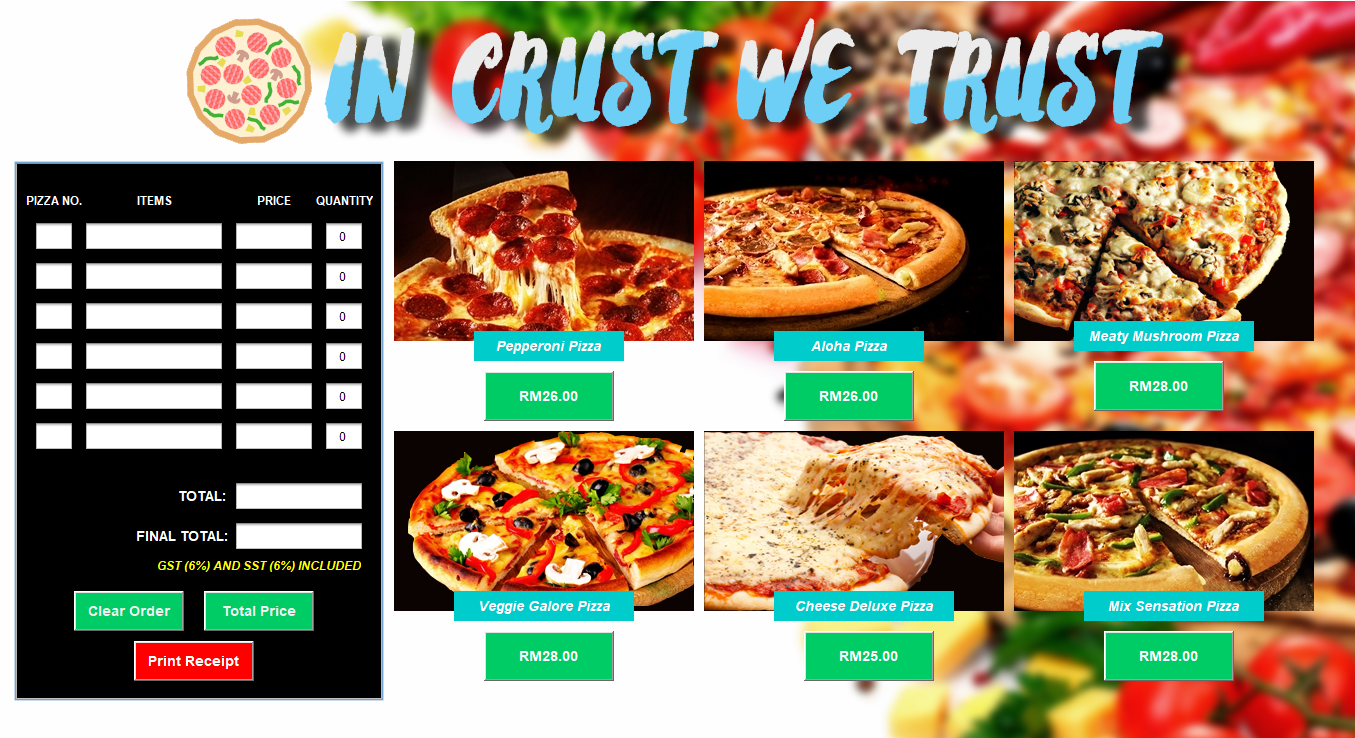 IN CRUST WE TRUST
PIZZA NO. ITEMS PRICE QUANTITY
0
0
0
0
0
0
TOTAL:
FINAL TOTAL:
GST (6%) AND SST (6%) INCLUDED
Clear Order Total Price
Print Receipt
Pepperoni Pizza Aloha Pizza Meaty Mushroom Pizza
RM26.00 RM26.00 RM28.00
Veggie Galore Pizza Cheese Deluxe Pizza Mix Sensation Pizza
RM28.00 RM25.00 RM28.00